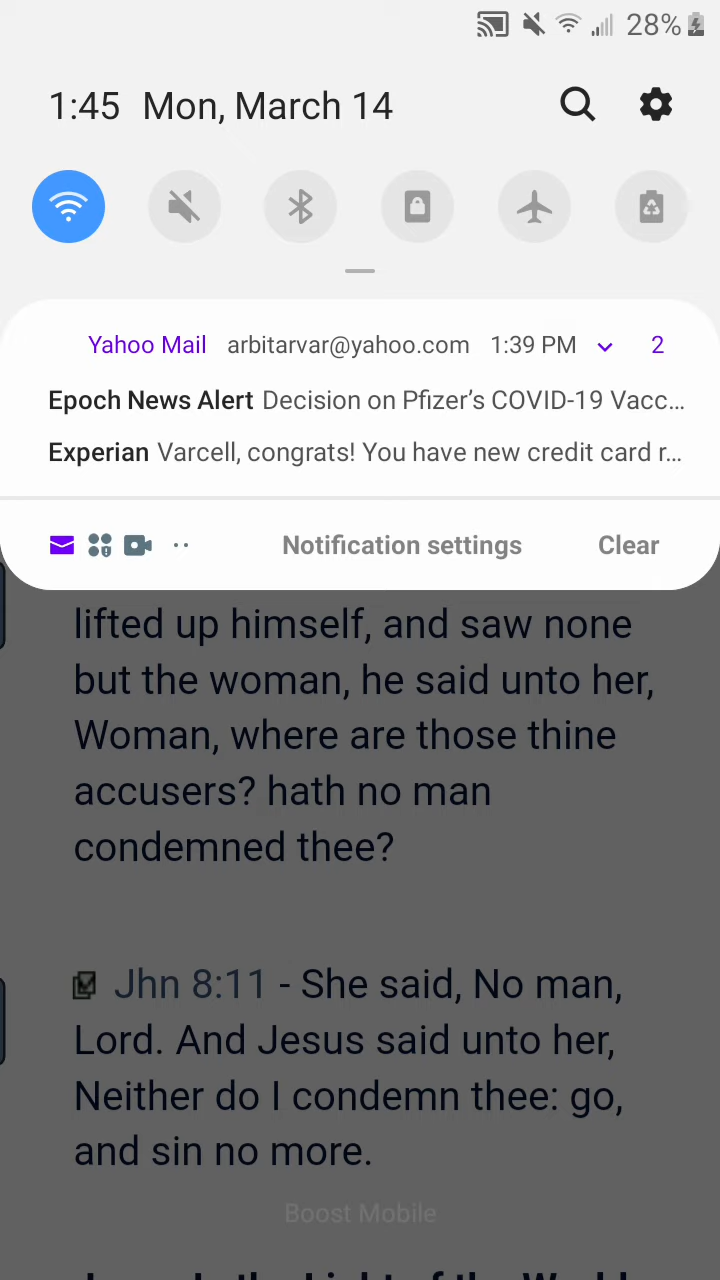 28%
1:45 Mon, March 14
Yahoo Mail arbitarvar@yahoo.com 1:39 PM 2
Epoch News Alert Decision on Pfizer’s COVID-19 Vacc...
Experian Varcell, congrats! You have new credit card r...
Notification settings Clear
lifted up himself, and saw none
but the woman, he said unto her,
Woman, where are those thine
accusers? hath no man
condemned thee?
Jhn 8:11 - She said, No man,
Lord. And Jesus said unto her,
Neither do I condemn thee: go,
and sin no more.
Boost Mobile